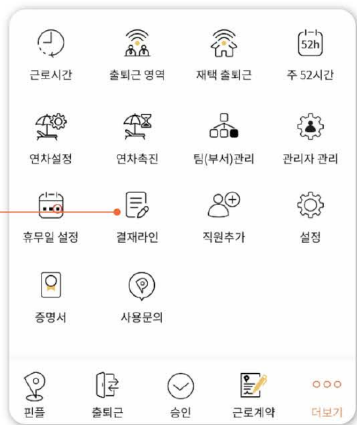 근로시간 출퇴근 영역 재택 출퇴근 52h 주 52시간
연차설정 연차촉진 팀(부서)관리 관리자 관리
휴무일 설정 결재라인 직원추가 설정
증명서 사용문의
핀플 출퇴근 승인 근로계약 더보기